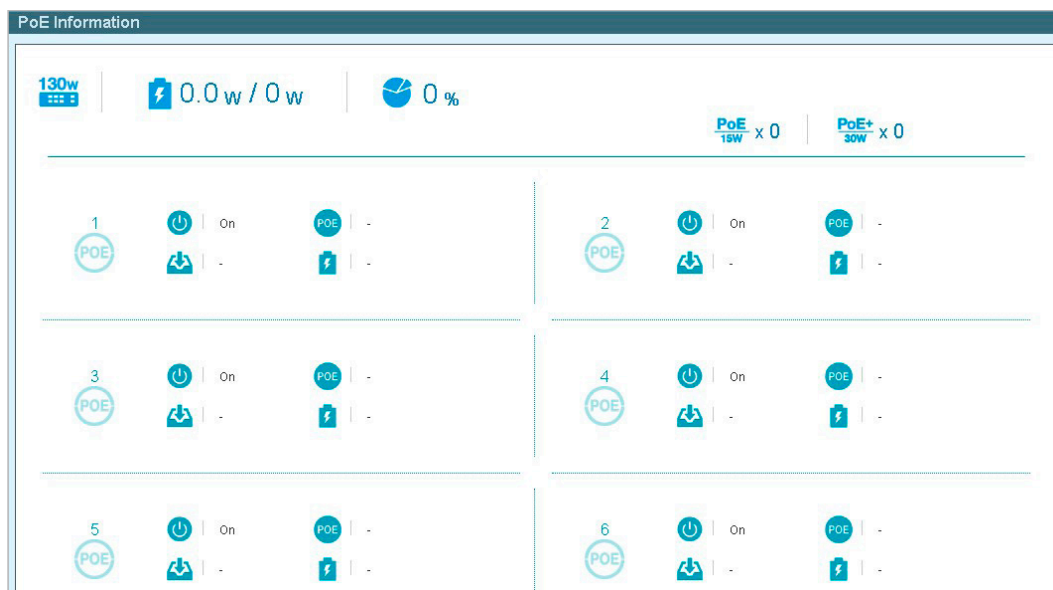 PoE Information
130w
0.0 w / 0 w
0 %
PoE 15W x 0
PoE+ 30W x 0
1 On POE -
POE - -
2 On POE -
POE - -
3 On POE -
POE - -
4 On POE -
POE - -
5 On POE -
POE - -
6 On POE -
POE - -